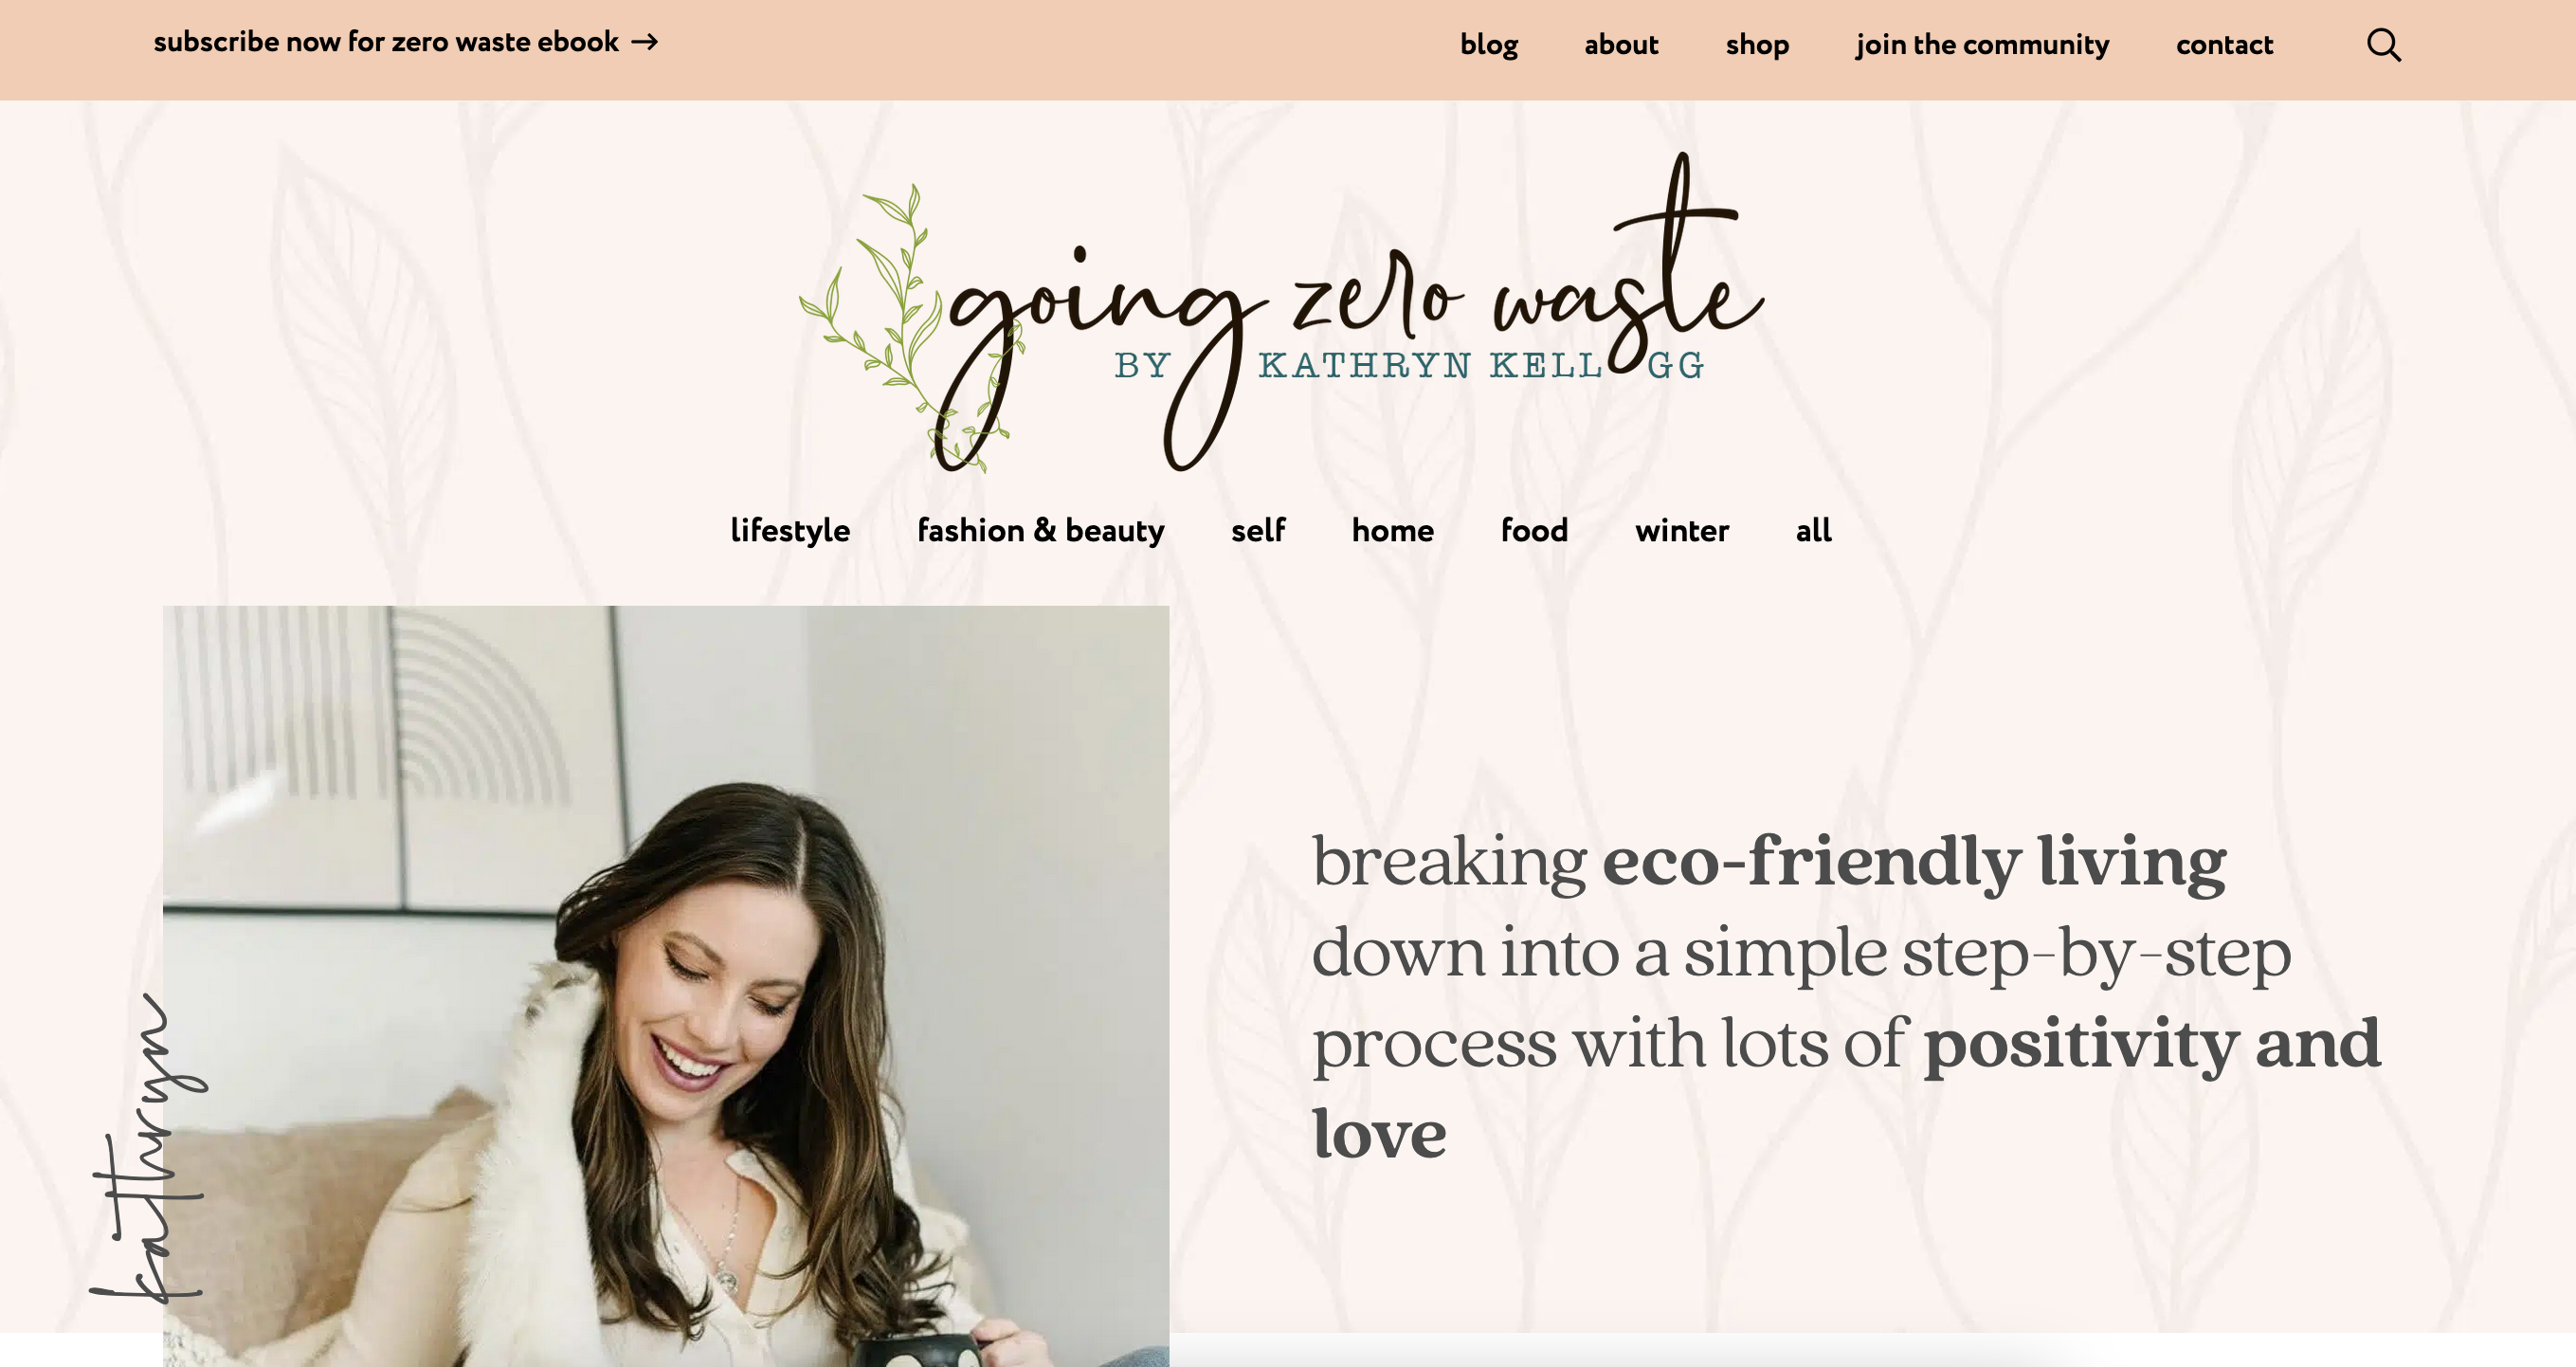 subscribe now for zero waste ebook →
blog about shop join the community contact
going zero waste
BY KATHRYN KELLOGG
lifestyle fashion & beauty self home food winter all
breaking eco-friendly living
down into a simple step-by-step
process with lots of positivity and
love
kathryn